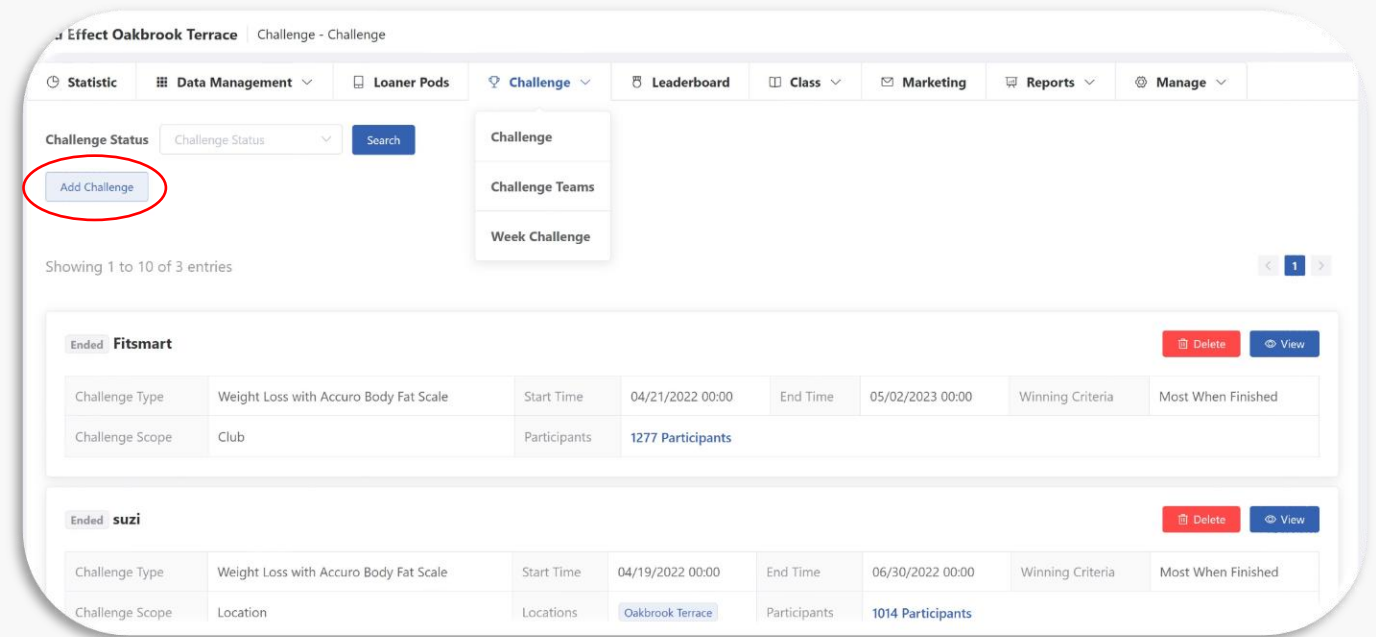 Effect Oakbrook Terrace Challenge - Challenge
Statistic Data Management Loaner Pods Challenge Leaderboard Class Marketing Reports Manage
Challenge Status Challenge Status Search
Challenge
Add Challenge
Challenge Teams
Week Challenge
Showing 1 to 10 of 3 entries
1
Ended Fitsmart Delete View
Challenge Type Weight Loss with Accuro Body Fat Scale Start Time 04/21/2022 00:00 End Time 05/02/2023 00:00 Winning Criteria Most When Finished
Challenge Scope Club Participants 1277 Participants
Ended suzi Delete View
Challenge Type Weight Loss with Accuro Body Fat Scale Start Time 04/19/2022 00:00 End Time 06/30/2022 00:00 Winning Criteria Most When Finished
Challenge Scope Location Locations Oakbrook Terrace Participants 1014 Participants